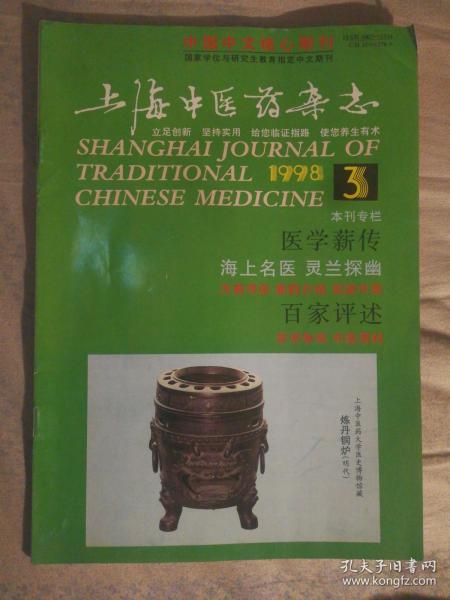 中国中文核心期刊
国家学位与研究生教育指定中文期刊
上海中医药杂志
立足创新 坚持实用 给您临证指路 使您养生有术
SHANGHAI JOURNAL OF
TRADITIONAL 1998 3
CHINESE MEDICINE
本刊专栏
医学薪传
海上名医 灵兰探幽
百家评述
上海中医药大学医史博物馆藏
炼丹铜炉(明代)
孔夫子旧书网
www.kongfz.com